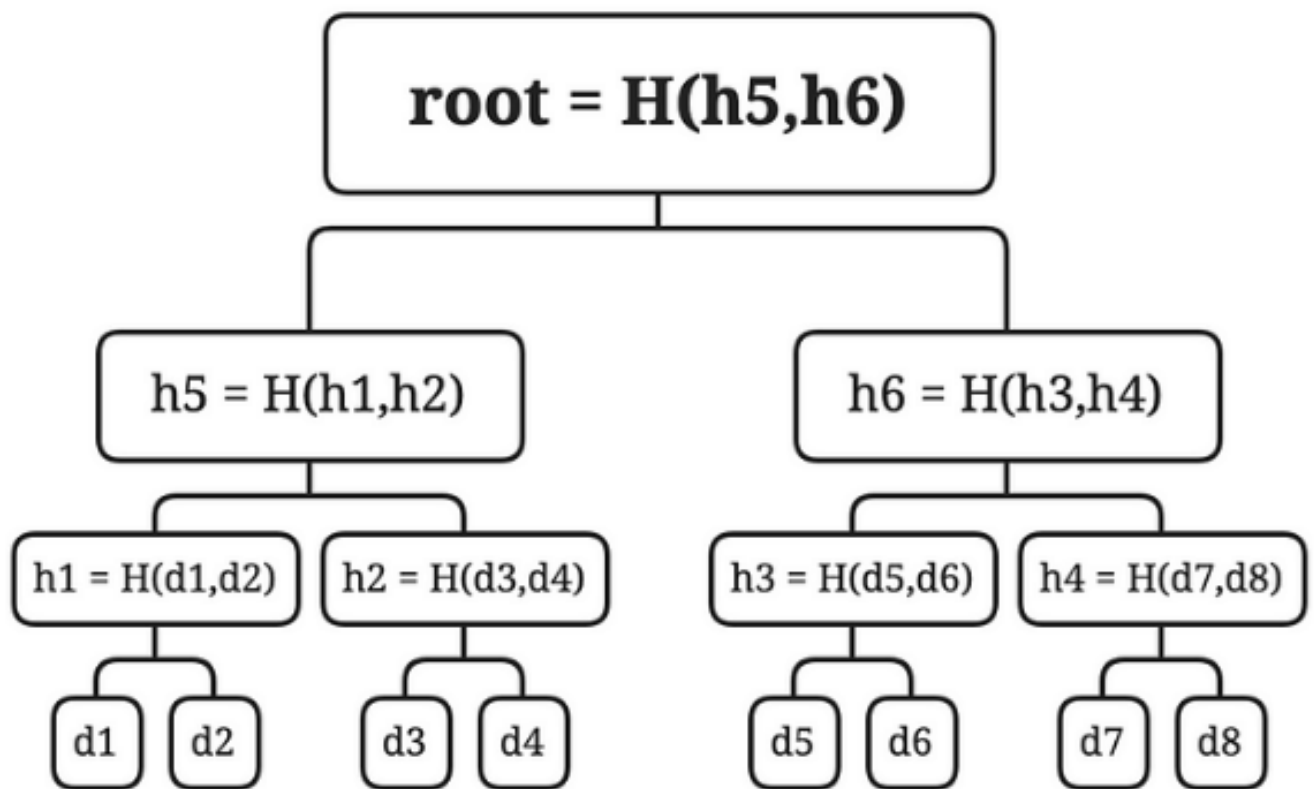 root = H(h5,h6)
h5 = H(h1,h2)
h6 = H(h3,h4)
h1 = H(d1,d2)
h2 = H(d3,d4)
h3 = H(d5,d6)
h4 = H(d7,d8)
d1
d2
d3
d4
d5
d6
d7
d8